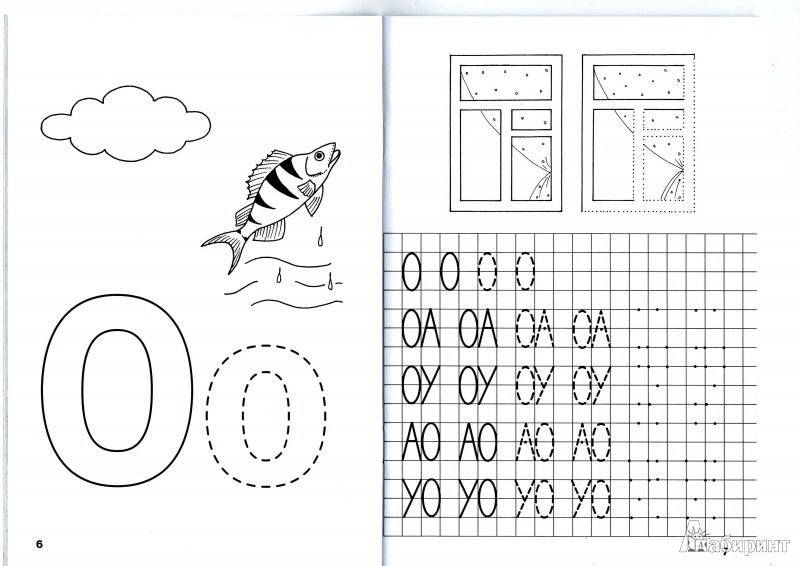 О О
6
О О О О
ОА ОА ОА ОА
ОУ ОУ ОУ ОУ
АО АО АО АО
УО УО УО УО
Лабиринт
7